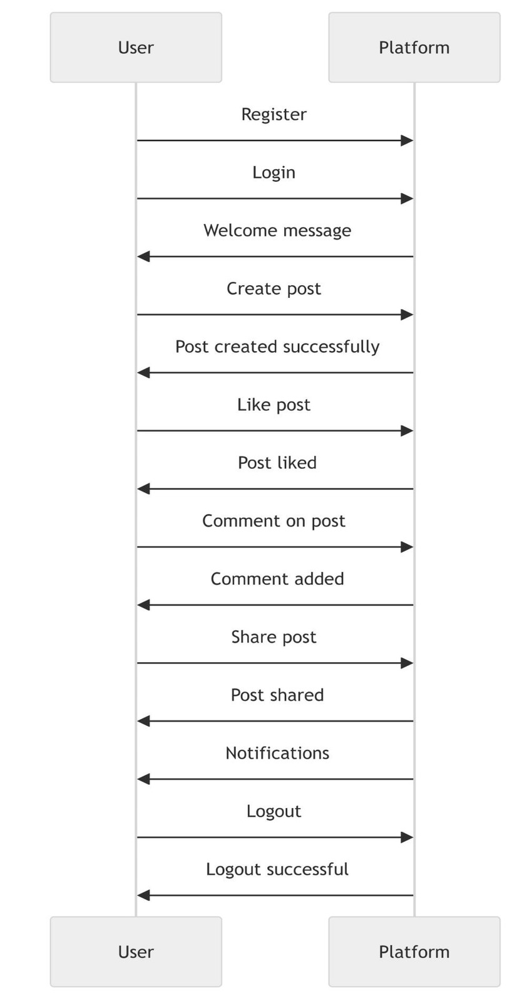 User
Platform
Register
Login
Welcome message
Create post
Post created successfully
Like post
Post liked
Comment on post
Comment added
Share post
Post shared
Notifications
Logout
Logout successful
User
Platform